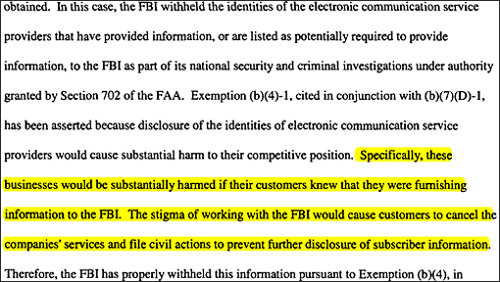 obtained.  In this case, the FBI withheld the identities of the electronic communication service
providers that have provided information, or are listed as potentially required to provide
information, to the FBI as part of its national security and criminal investigations under authority
granted by Section 702 of the FAA.  Exemption (b)(4)-1, cited in conjunction with (b)(7)(D)-1,
has been asserted because disclosure of the identities of electronic communication service
providers would cause substantial harm to their competitive position.  Specifically, these
businesses would be substantially harmed if their customers knew that they were furnishing
information to the FBI.  The stigma of working with the FBI would cause customers to cancel the
companies' services and file civil actions to prevent further disclosure of subscriber information.
Therefore, the FBI has properly withheld this information pursuant to Exemption (b)(4), in